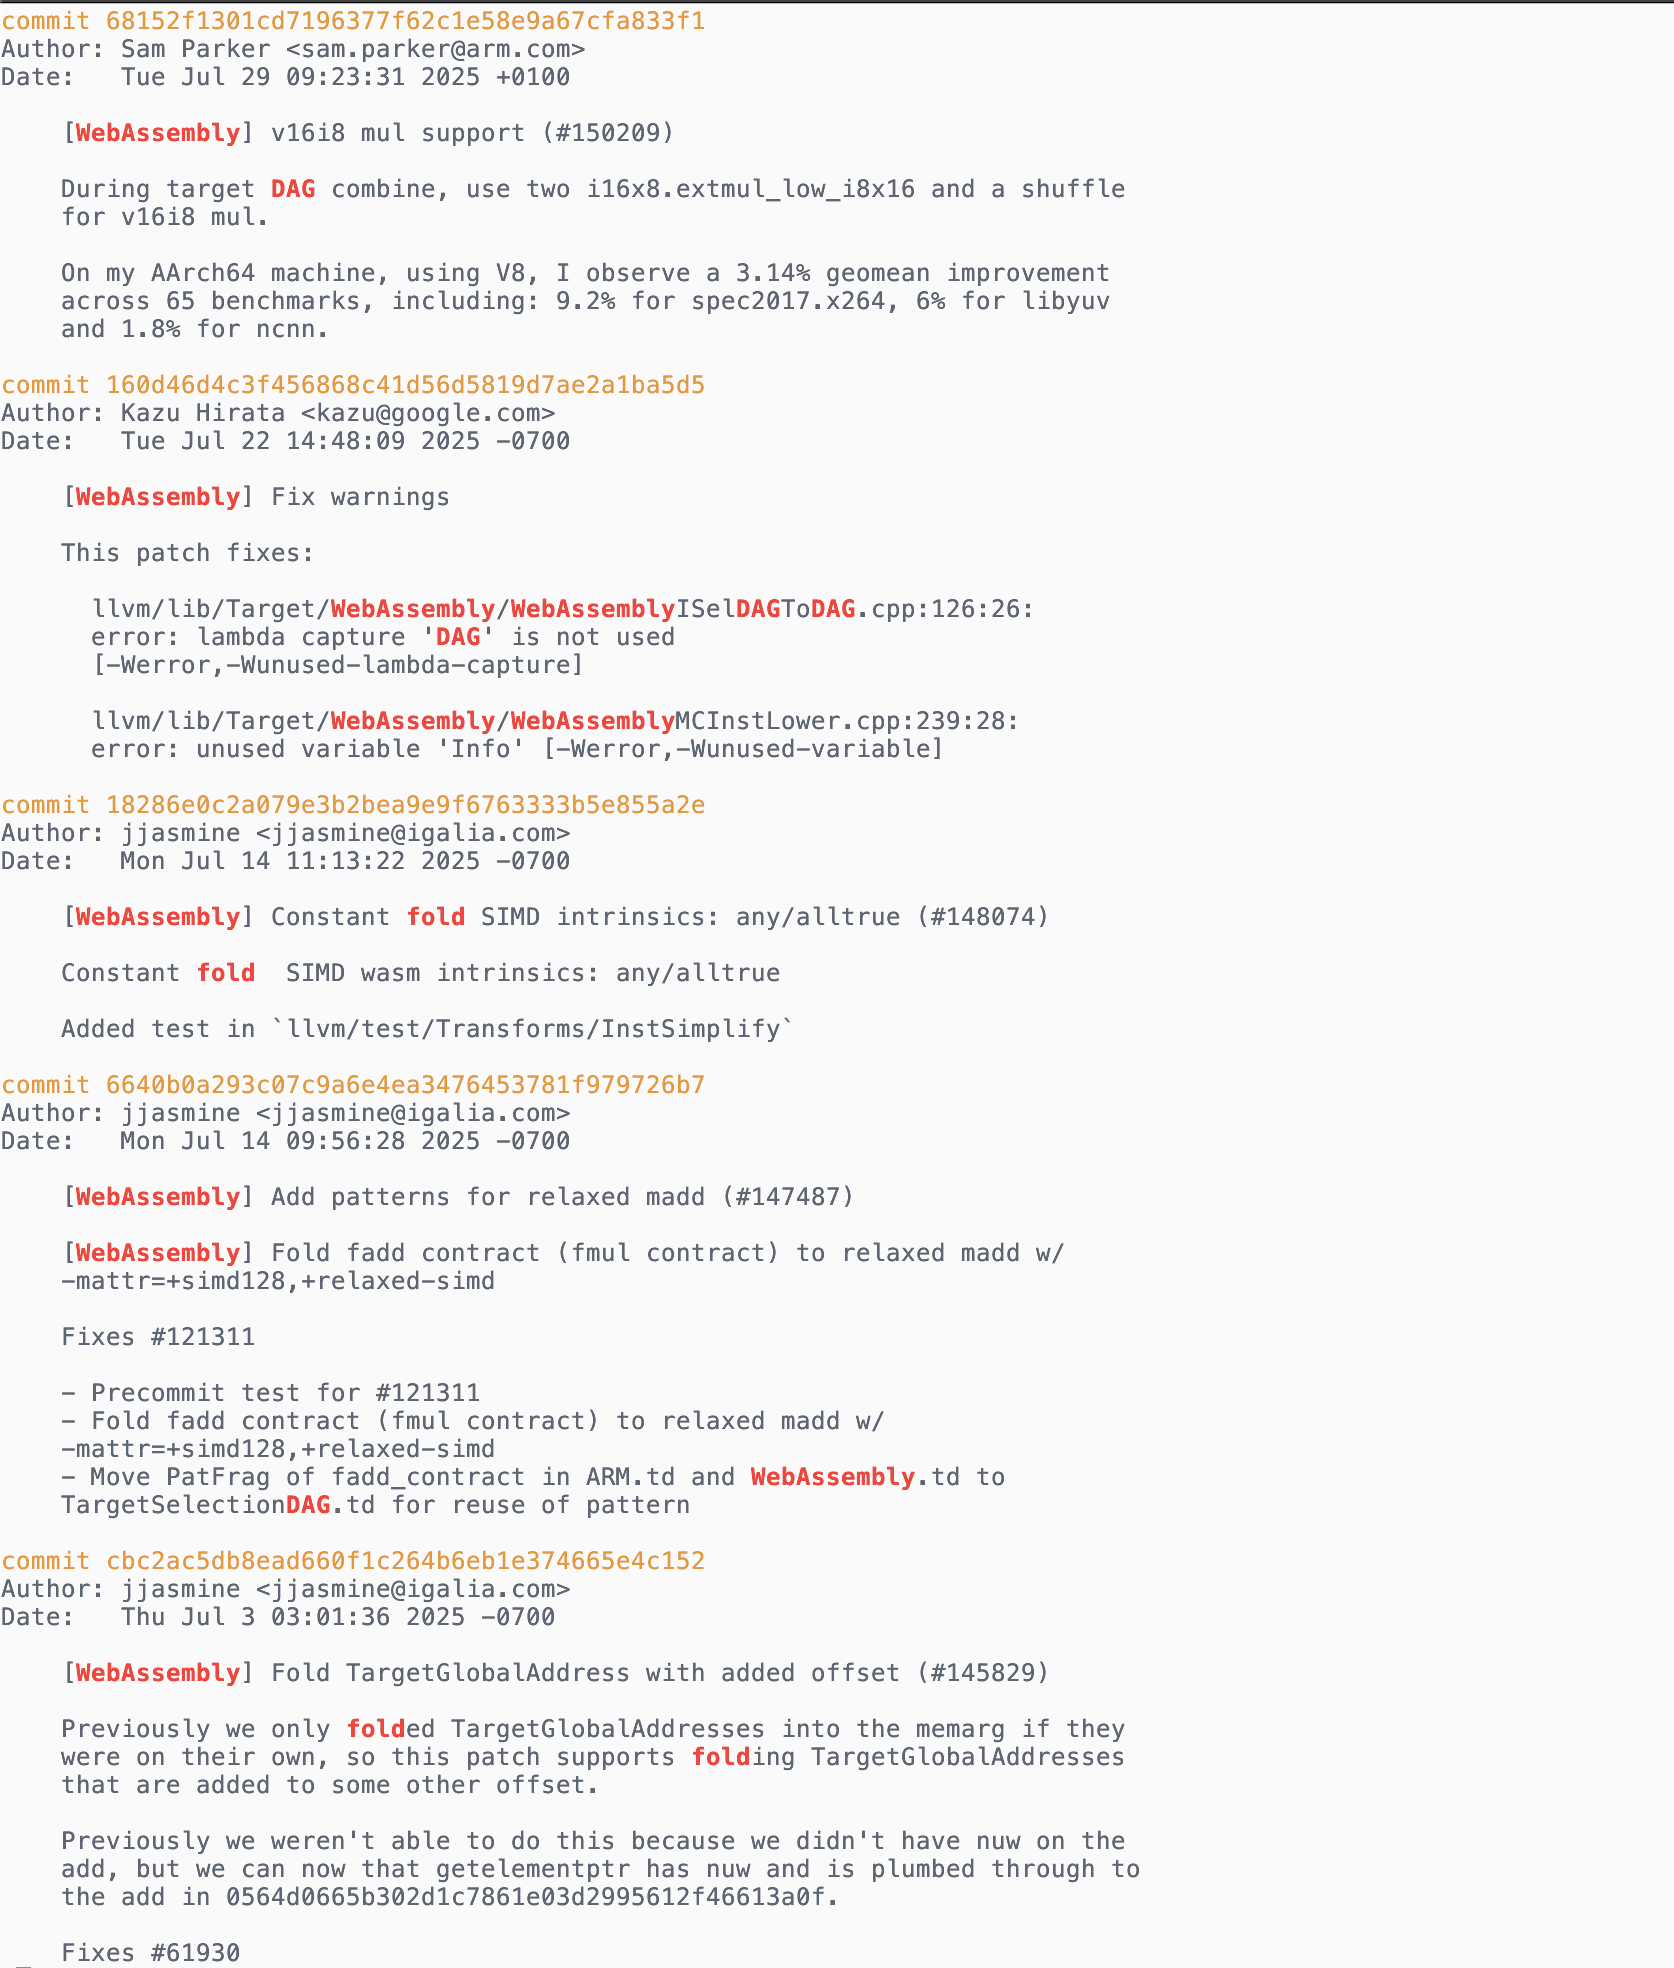 commit 68152f1301cd7196377f62c1e58e9a67cfa833f1
Author: Sam Parker <sam.parker@arm.com>
Date:   Tue Jul 29 09:23:31 2025 +0100

    [WebAssembly] v16i8 mul support (#150209)

    During target DAG combine, use two i16x8.extmul_low_i8x16 and a shuffle
    for v16i8 mul.

    On my AArch64 machine, using V8, I observe a 3.14% geomean improvement
    across 65 benchmarks, including: 9.2% for spec2017.x264, 6% for libyuv
    and 1.8% for ncnn.

commit 160d46d4c3f456868c41d56d5819d7ae2a1ba5d5
Author: Kazu Hirata <kazu@google.com>
Date:   Tue Jul 22 14:48:09 2025 -0700

    [WebAssembly] Fix warnings

    This patch fixes:

      llvm/lib/Target/WebAssembly/WebAssemblyISelDAGToDAG.cpp:126:26:
      error: lambda capture 'DAG' is not used
      [-Werror,-Wunused-lambda-capture]

      llvm/lib/Target/WebAssembly/WebAssemblyMCInstLower.cpp:239:28:
      error: unused variable 'Info' [-Werror,-Wunused-variable]

commit 18286e0c2a079e3b2bea9e9f6763333b5e855a2e
Author: jjasmine <jjasmine@igalia.com>
Date:   Mon Jul 14 11:13:22 2025 -0700

    [WebAssembly] Constant fold SIMD intrinsics: any/alltrue (#148074)

    Constant fold  SIMD wasm intrinsics: any/alltrue

    Added test in `llvm/test/Transforms/InstSimplify`

commit 6640b0a293c07c9a6e4ea3476453781f979726b7
Author: jjasmine <jjasmine@igalia.com>
Date:   Mon Jul 14 09:56:28 2025 -0700

    [WebAssembly] Add patterns for relaxed madd (#147487)

    [WebAssembly] Fold fadd contract (fmul contract) to relaxed madd w/
    -mattr=+simd128,+relaxed-simd

    Fixes #121311

    - Precommit test for #121311
    - Fold fadd contract (fmul contract) to relaxed madd w/
    -mattr=+simd128,+relaxed-simd
    - Move PatFrag of fadd_contract in ARM.td and WebAssembly.td to
    TargetSelectionDAG.td for reuse of pattern

commit cbc2ac5db8ead660f1c264b6eb1e374665e4c152
Author: jjasmine <jjasmine@igalia.com>
Date:   Thu Jul 3 03:01:36 2025 -0700

    [WebAssembly] Fold TargetGlobalAddress with added offset (#145829)

    Previously we only folded TargetGlobalAddresses into the memarg if they
    were on their own, so this patch supports folding TargetGlobalAddresses
    that are added to some other offset.

    Previously we weren't able to do this because we didn't have nuw on the
    add, but we can now that getelementptr has nuw and is plumbed through to
    the add in 0564d0665b302d1c7861e03d2995612f46613a0f.

    Fixes #61930